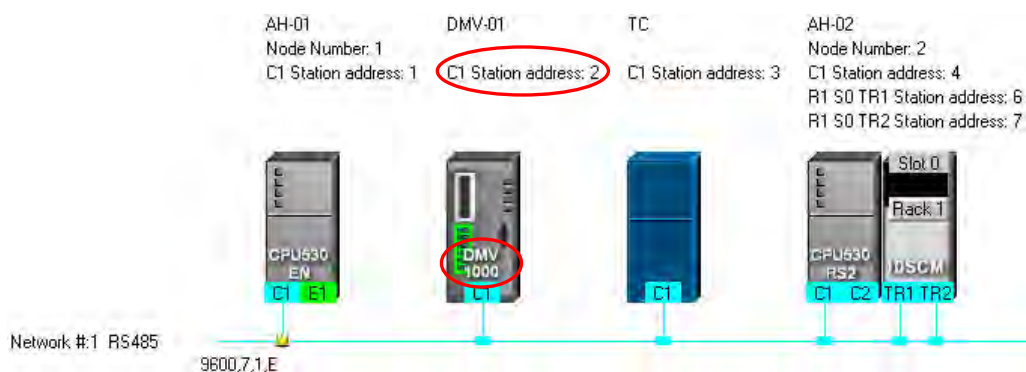 AH-01
Node Number: 1
C1 Station address: 1
DMV-01
C1 Station address: 2
TC
C1 Station address: 3
AH-02
Node Number: 2
C1 Station address: 4
R1 S0 TR1 Station address: 6
R1 S0 TR2 Station address: 7
CPU530
EN
C1 E1
DMV
1000
C1
C1
CPU530
RS2
C1 C2
Slot 0
Rack 1
IDSCM
TR1 TR2
Network #:1 RS485
9600,7,1,E